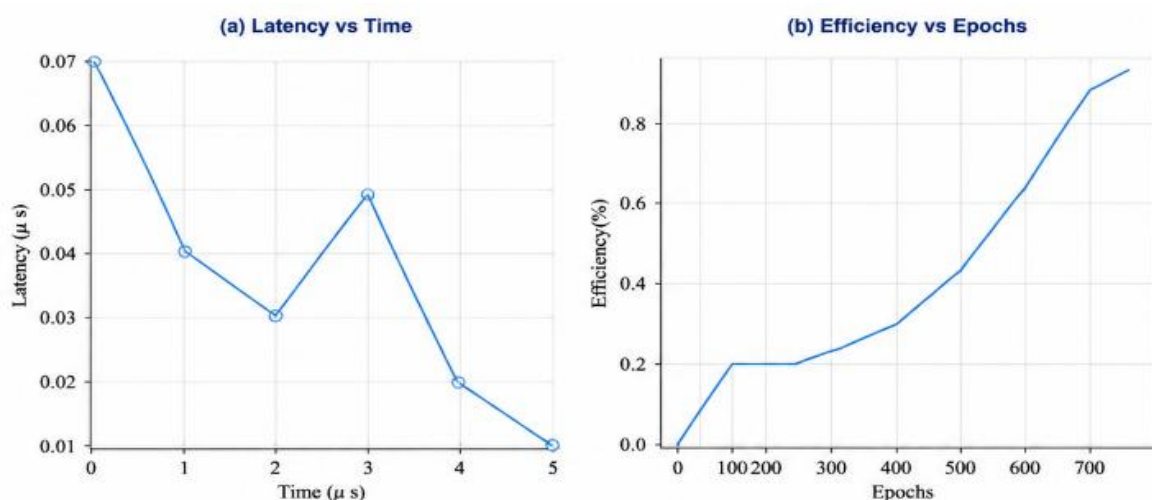 (a) Latency vs Time
0.07
0.06
0.05
0.04
0.03
0.02
0.01
Latency (μ s)
0 1 2 3 4 5
Time (μ s)
(b) Efficiency vs Epochs
0.8
0.6
0.4
0.2
0.0
Efficiency(%)
0 100 200 300 400 500 600 700
Epochs